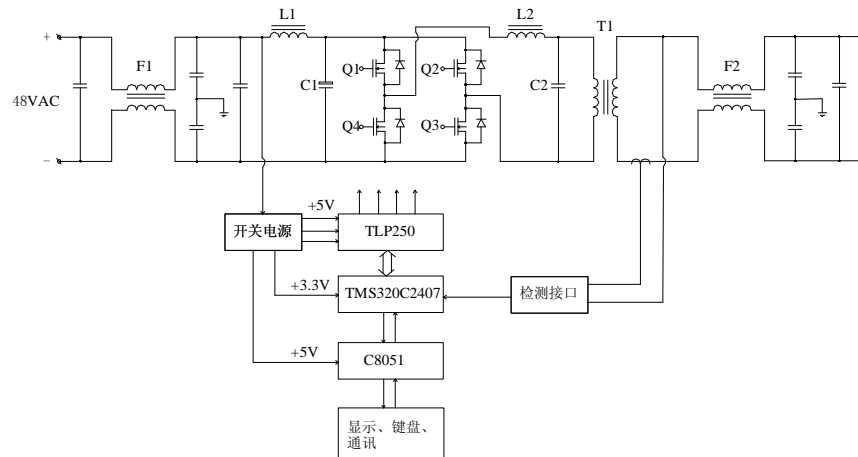 L1
L2
T1
+
F1
Q1
Q2
C1
C2
F2
48VAC
Q4
Q3
−
+5V
开关电源
TLP250
+3.3V
TMS320C2407
检测接口
+5V
C8051
显示、键盘、
通讯